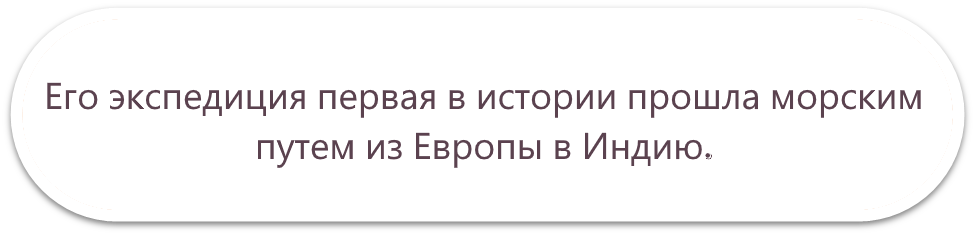 Его экспедиция первая в истории прошла морским
путем из Европы в Индию.